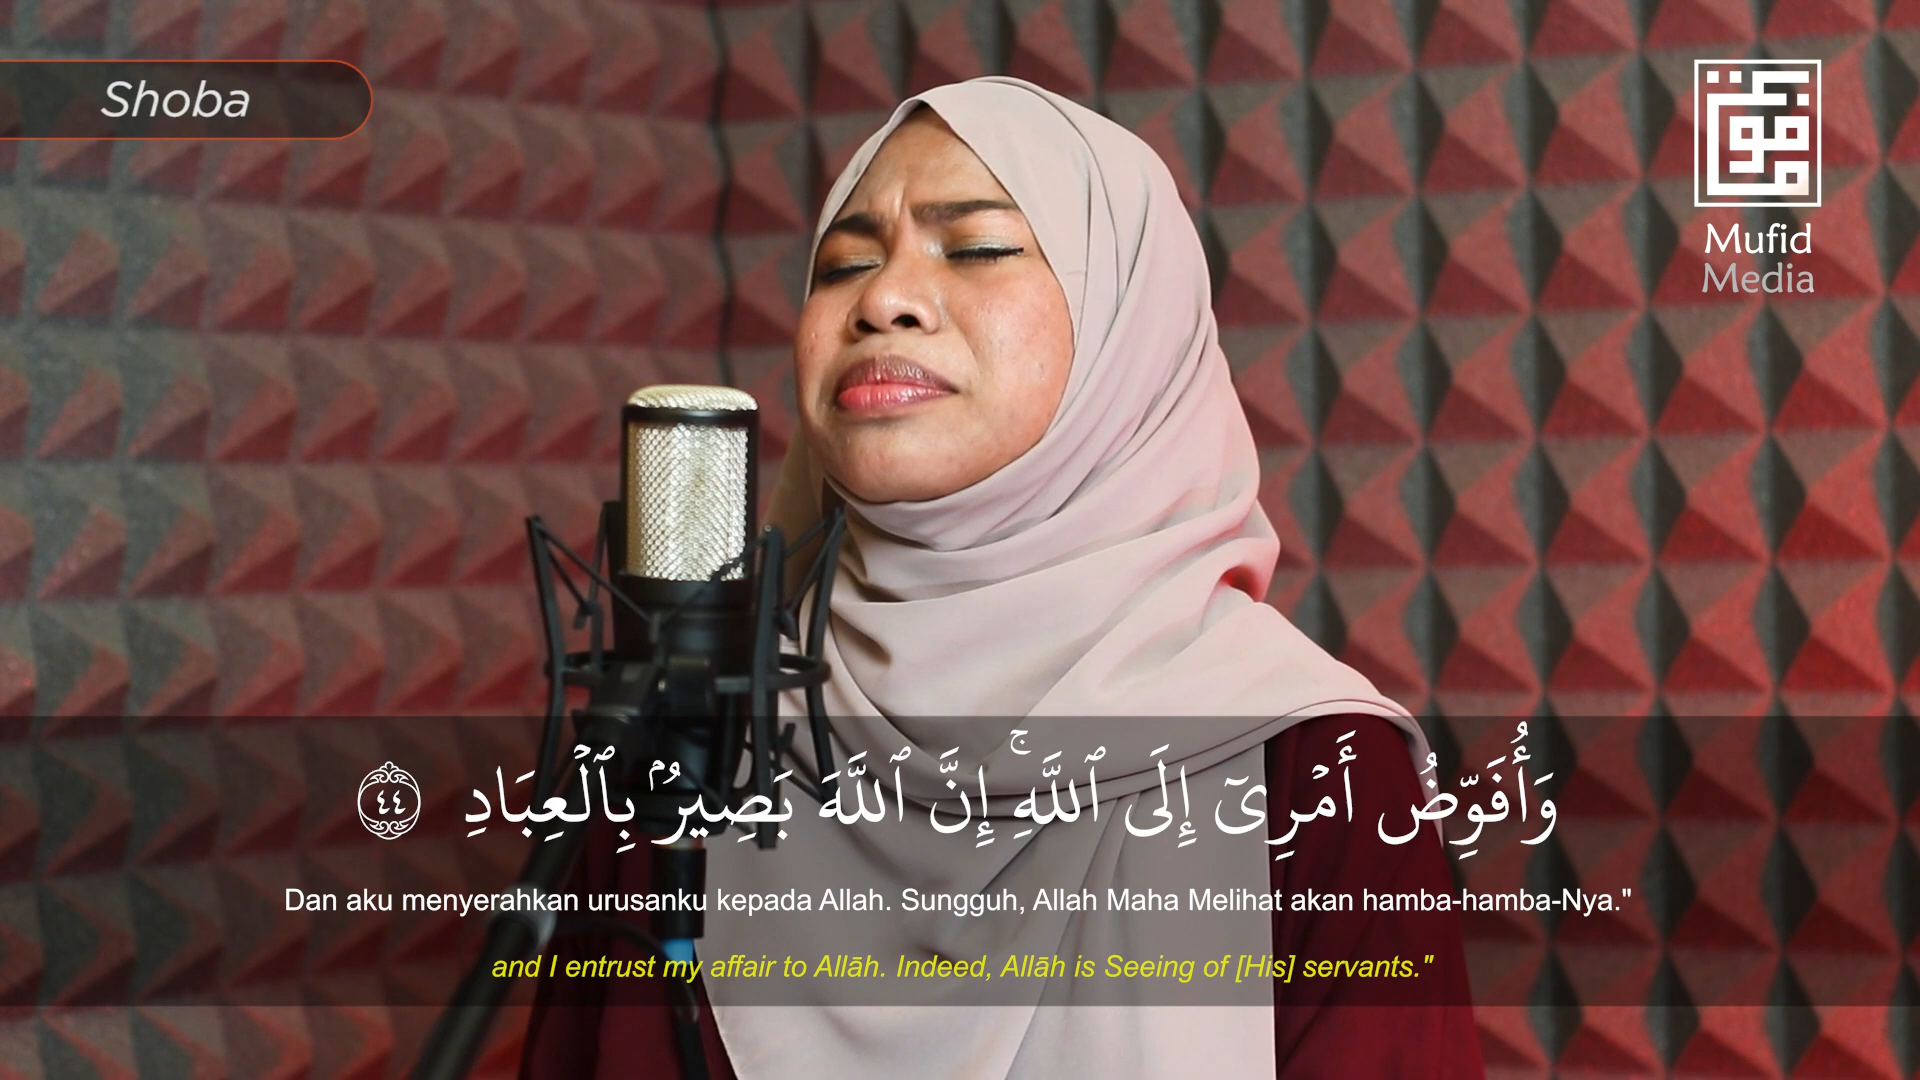 Shoba
Mufid
Media
وَأُفَوِّضُ أَمْرِىٓ إِلَى ٱللَّهِ ۚ إِنَّ ٱللَّهَ بَصِيرٌۢ بِٱلْعِبَادِ ٤٤
Dan aku menyerahkan urusanku kepada Allah. Sungguh, Allah Maha Melihat akan hamba-hamba-Nya."
and I entrust my affair to Allāh. Indeed, Allāh is Seeing of [His] servants."